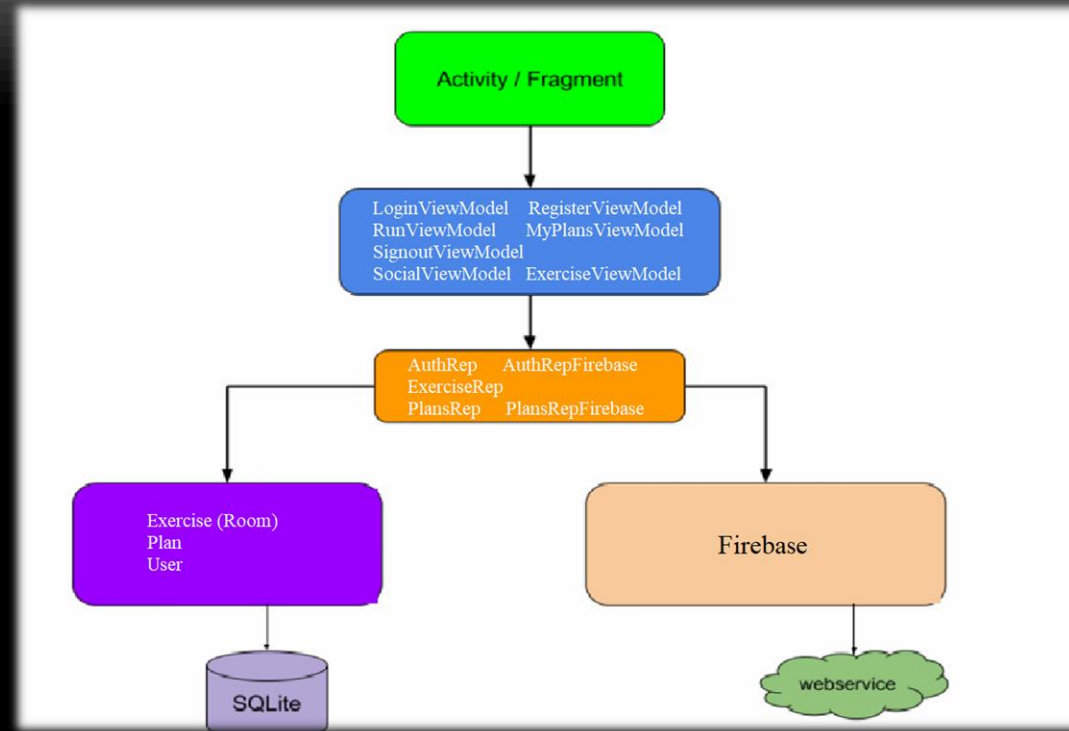 Activity / Fragment
LoginViewModel RegisterViewModel
RunViewModel MyPlansViewModel
SignoutViewModel
SocialViewModel ExerciseViewModel
AuthRep AuthRepFirebase
ExerciseRep
PlansRep PlansRepFirebase
Exercise (Room)
Plan
User
Firebase
SQLite
webservice